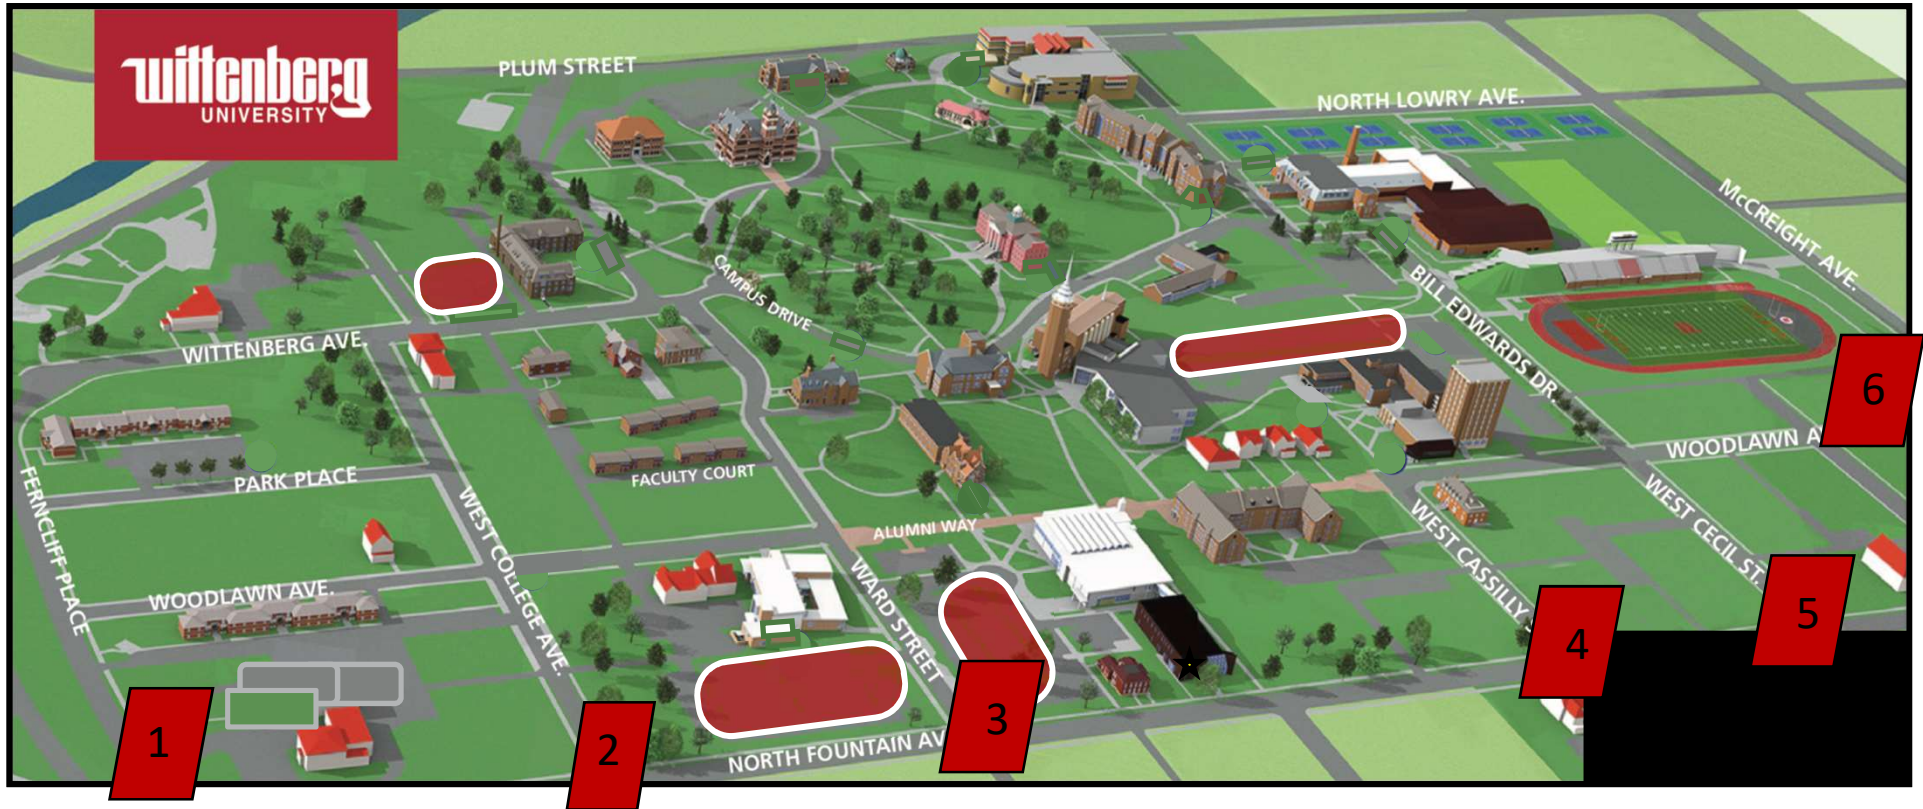 wittenberg
UNIVERSITY
PLUM STREET
NORTH LOWRY AVE.
McCREIGHT AVE.
CAMPUS DRIVE
BILL EDWARDS DR.
WITTENBERG AVE.
6
WOODLAWN A
PARK PLACE
FACULTY COURT
FERNCLIFF PLACE
WEST COLLEGE AVE.
ALUMNI WAY
WEST CASSILLY S
WEST CECIL ST.
WOODLAWN AVE.
WARD STREET
5
4
3
1
2
NORTH FOUNTAIN AV